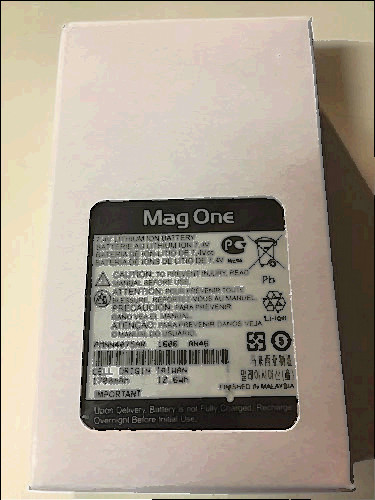 Mag One
7.4V LITHIUM ION BATTERY
BATTERIE AU LITHIUM ION 7.4V
BATERIA DE ION LITIO DE 7,4Vcc
BATERIA DE IONS DE LITIO DE 7,4V
Pb
CAUTION: TO PREVENT INJURY, READ
MANUAL BEFORE USE.
ATTENTION: POUR PREVENIR TOUTE
BLESSURE, REPORTEZ-VOUS AU MANUEL.
PRECAUCION: PARA PREVENIR
DANO VEA EL MANUAL.
ATENCAO: PARA PREVENIR DANOS VEJA
O MANUAL DO USUARIO.
Li-ion
PMNN4075AR 1606 AN4G
CELL ORIGIN TAIWAN
1700mAh 12.6Wh
FINISHED IN MALAYSIA
IMPORTANT
Upon Delivery, Battery is not Fully Charged. Recharge
Overnight Before Initial Use.